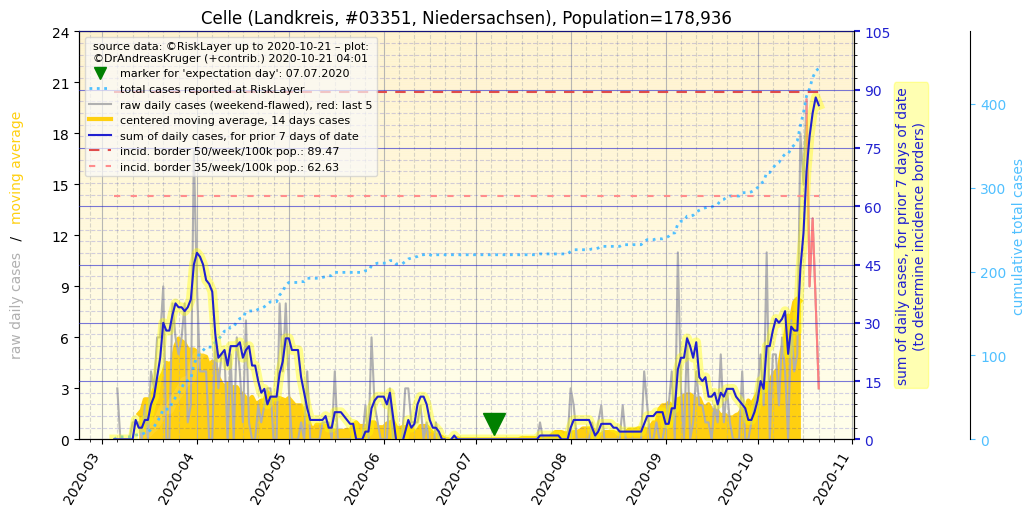 Celle (Landkreis, #03351, Niedersachsen), Population=178,936
source data: ©RiskLayer up to 2020-10-21 – plot:
©DrAndreasKruger (+contrib.) 2020-10-21 04:01
marker for 'expectation day': 07.07.2020
total cases reported at RiskLayer
raw daily cases (weekend-flawed), red: last 5
centered moving average, 14 days cases
sum of daily cases, for prior 7 days of date
incid. border 50/week/100k pop.: 89.47
incid. border 35/week/100k pop.: 62.63
raw daily cases / moving average
24
21
18
15
12
9
6
3
0
2020-03
2020-04
2020-05
2020-06
2020-07
2020-08
2020-09
2020-10
2020-11
105
90
75
60
45
30
15
0
sum of daily cases, for prior 7 days of date
(to determine incidence borders)
400
300
200
100
0
cumulative total cases